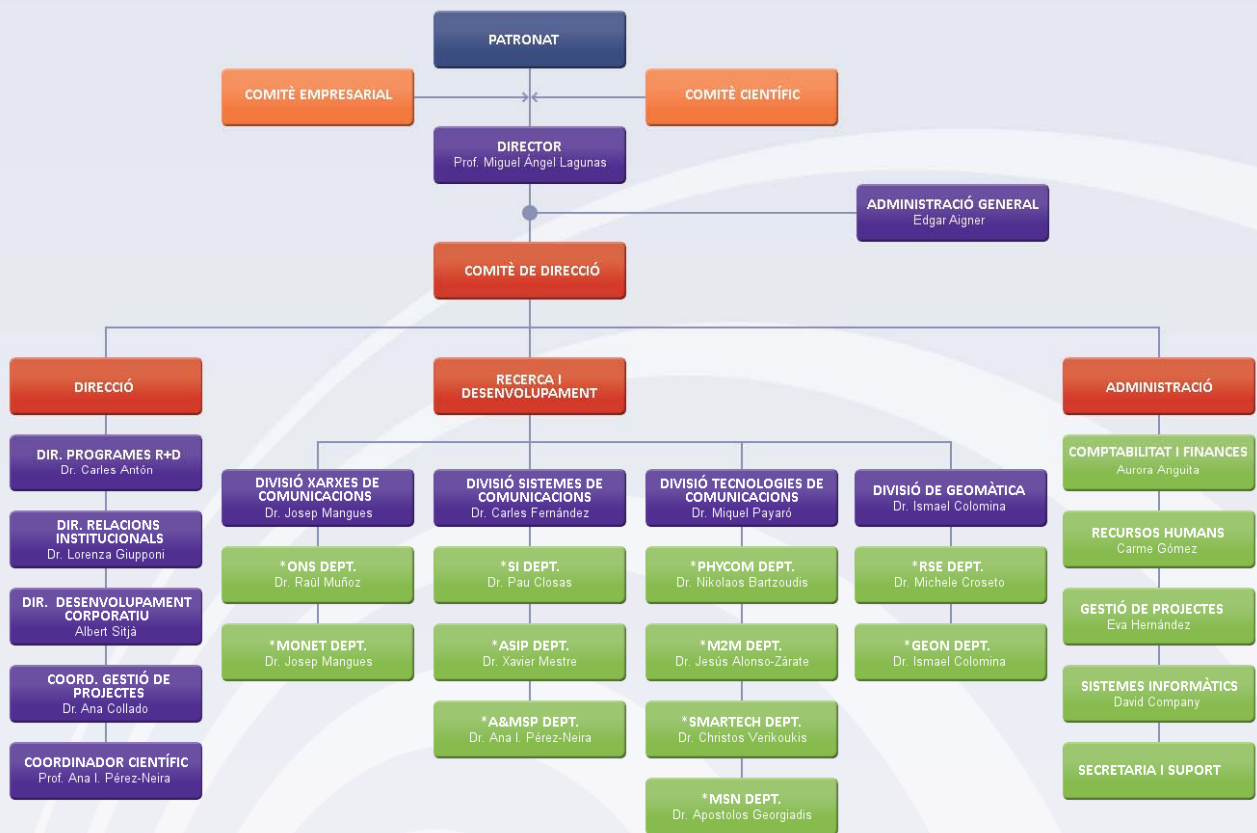 PATRONAT
COMITÈ EMPRESARIAL
COMITÈ CIENTÍFIC
DIRECTOR
Prof. Miguel Ángel Lagunas
ADMINISTRACIÓ GENERAL
Edgar Aigner
COMITÈ DE DIRECCIÓ
DIRECCIÓ
DIR. PROGRAMES R+D
Dr. Carles Antón
DIR. RELACIONS
INSTITUCIONALS
Dr. Lorenza Giupponi
DIR. DESENVOLUPAMENT
CORPORATIU
Albert Sitjà
COORD. GESTIÓ DE
PROJECTES
Dr. Ana Collado
COORDINADOR CIENTÍFIC
Prof. Ana I. Pérez-Neira
RECERCA I
DESENVOLUPAMENT
DIVISIÓ XARXES DE
COMUNICACIONS
Dr. Josep Mangues
*ONS DEPT.
Dr. Raül Muñoz
*MONET DEPT.
Dr. Josep Mangues
DIVISIÓ SISTEMES DE
COMUNICACIONS
Dr. Carles Fernández
*SI DEPT.
Dr. Pau Closas
*ASIP DEPT.
Dr. Xavier Mestre
*A&MSP DEPT.
Dr. Ana I. Pérez-Neira
DIVISIÓ TECNOLOGIES DE
COMUNICACIONS
Dr. Miquel Payaró
*PHYCOM DEPT.
Dr. Nikolaos Bartzoudis
*M2M DEPT.
Dr. Jesús Alonso-Zárate
*SMARTECH DEPT.
Dr. Christos Verikoukis
*MSN DEPT.
Dr. Apostolos Georgiadis
DIVISIÓ DE GEOMÀTICA
Dr. Ismael Colomina
*RSE DEPT.
Dr. Michele Croseto
*GEON DEPT.
Dr. Ismael Colomina
ADMINISTRACIÓ
COMPTABILITAT I FINANCES
Aurora Anguita
RECURSOS HUMANS
Carme Gómez
GESTIÓ DE PROJECTES
Eva Hernández
SISTEMES INFORMÀTICS
David Company
SECRETARIA I SUPORT